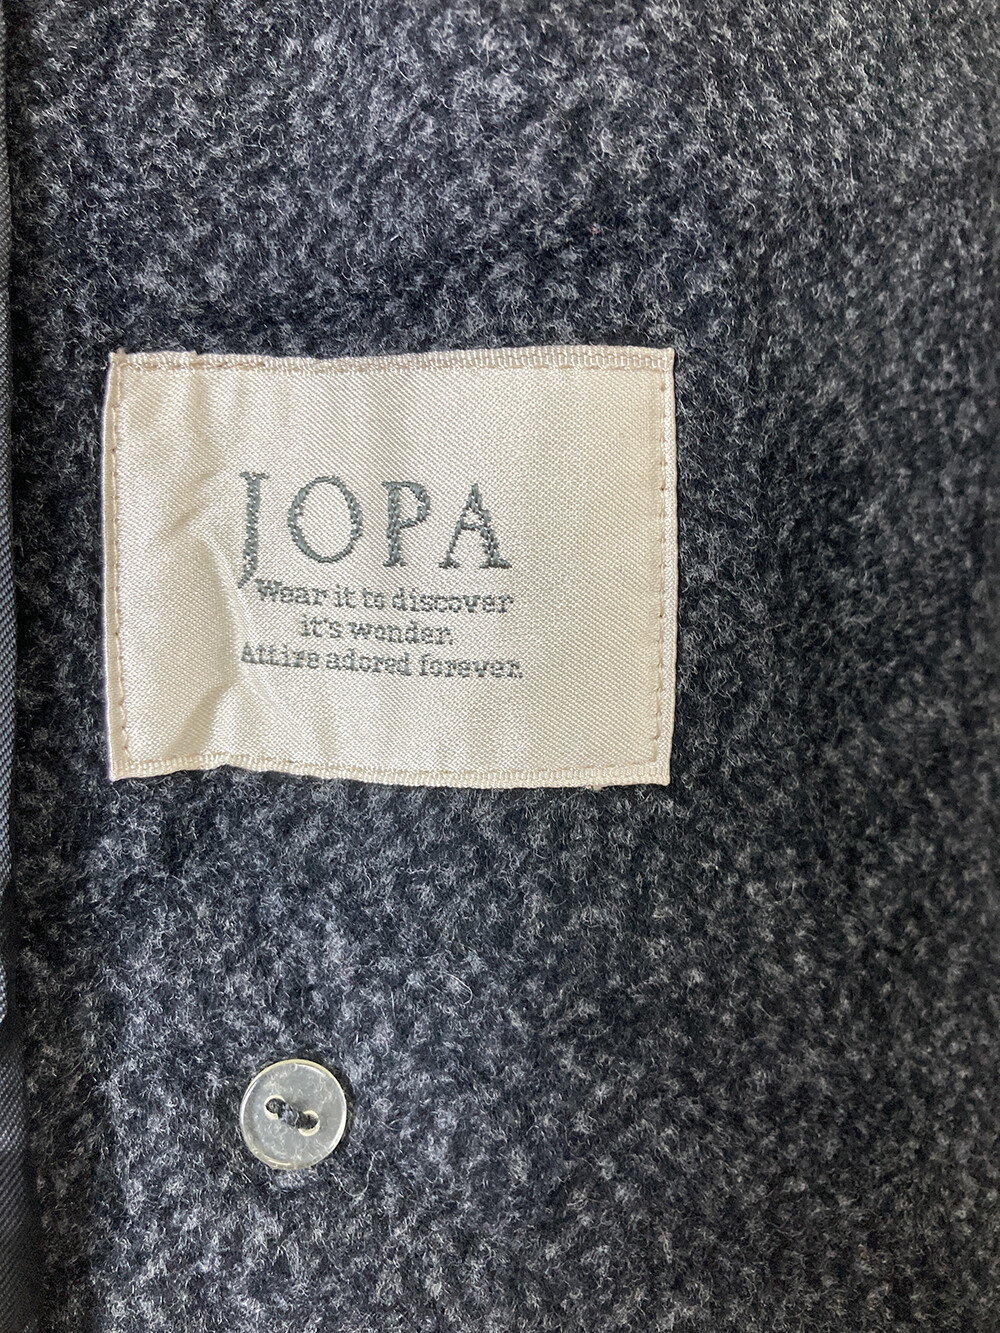 JOPA
Wear it to discover
it's wonder.
Attire adored forever.